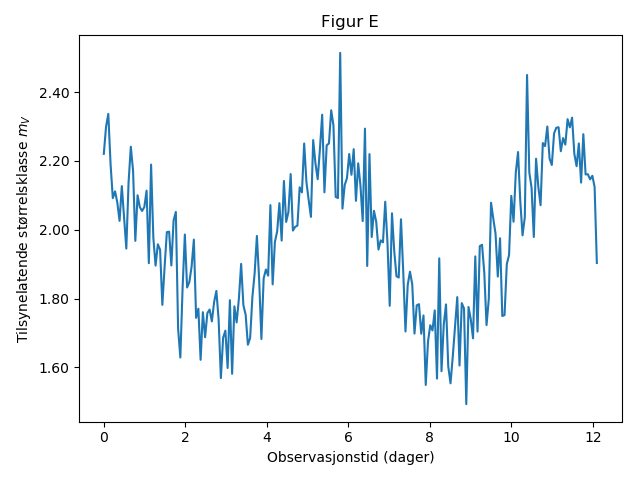 Figur E
Tilsynelatende størrelsklasse $m_V$
2.40
2.20
2.00
1.80
1.60
0 2 4 6 8 10 12
Observasjonstid (dager)